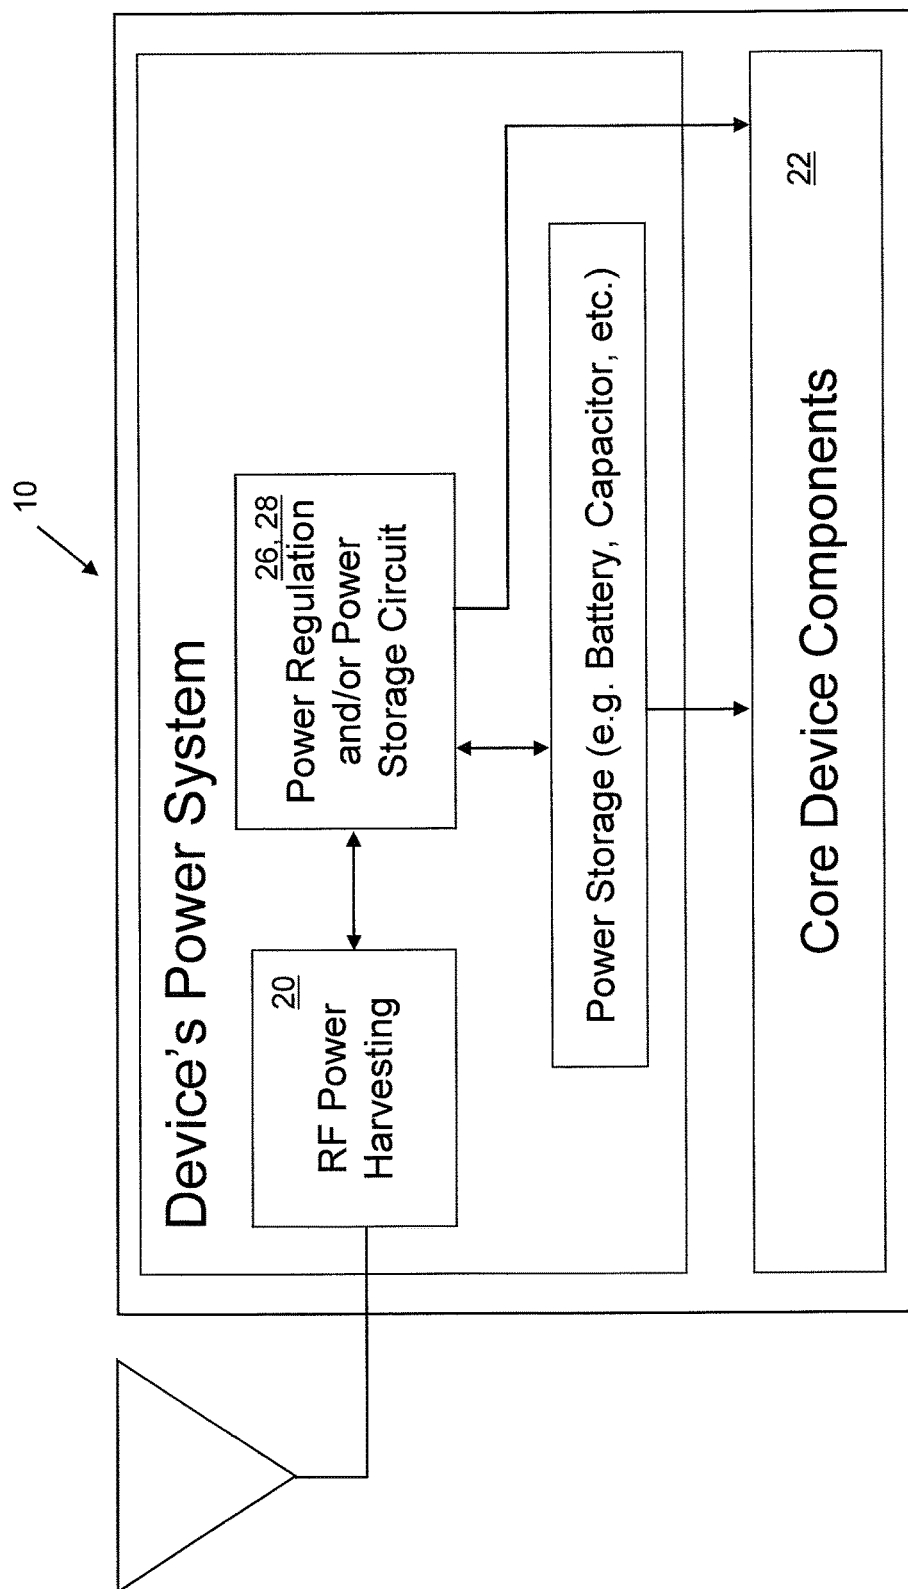 10
Device's Power System
20
RF Power
Harvesting
26, 28
Power Regulation
and/or Power
Storage Circuit
Power Storage (e.g. Battery, Capacitor, etc.)
22
Core Device Components